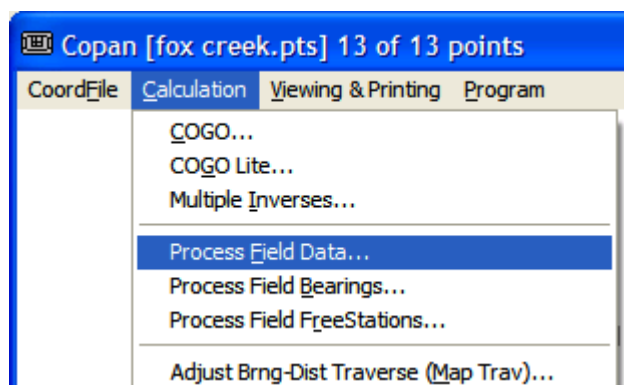 Copan [fox creek.pts] 13 of 13 points
CoordFile Calculation Viewing & Printing Program
COGO...
COGO Lite...
Multiple Inverses...
Process Field Data...
Process Field Bearings...
Process Field FreeStations...
Adjust Brng-Dist Traverse (Map Trav)...